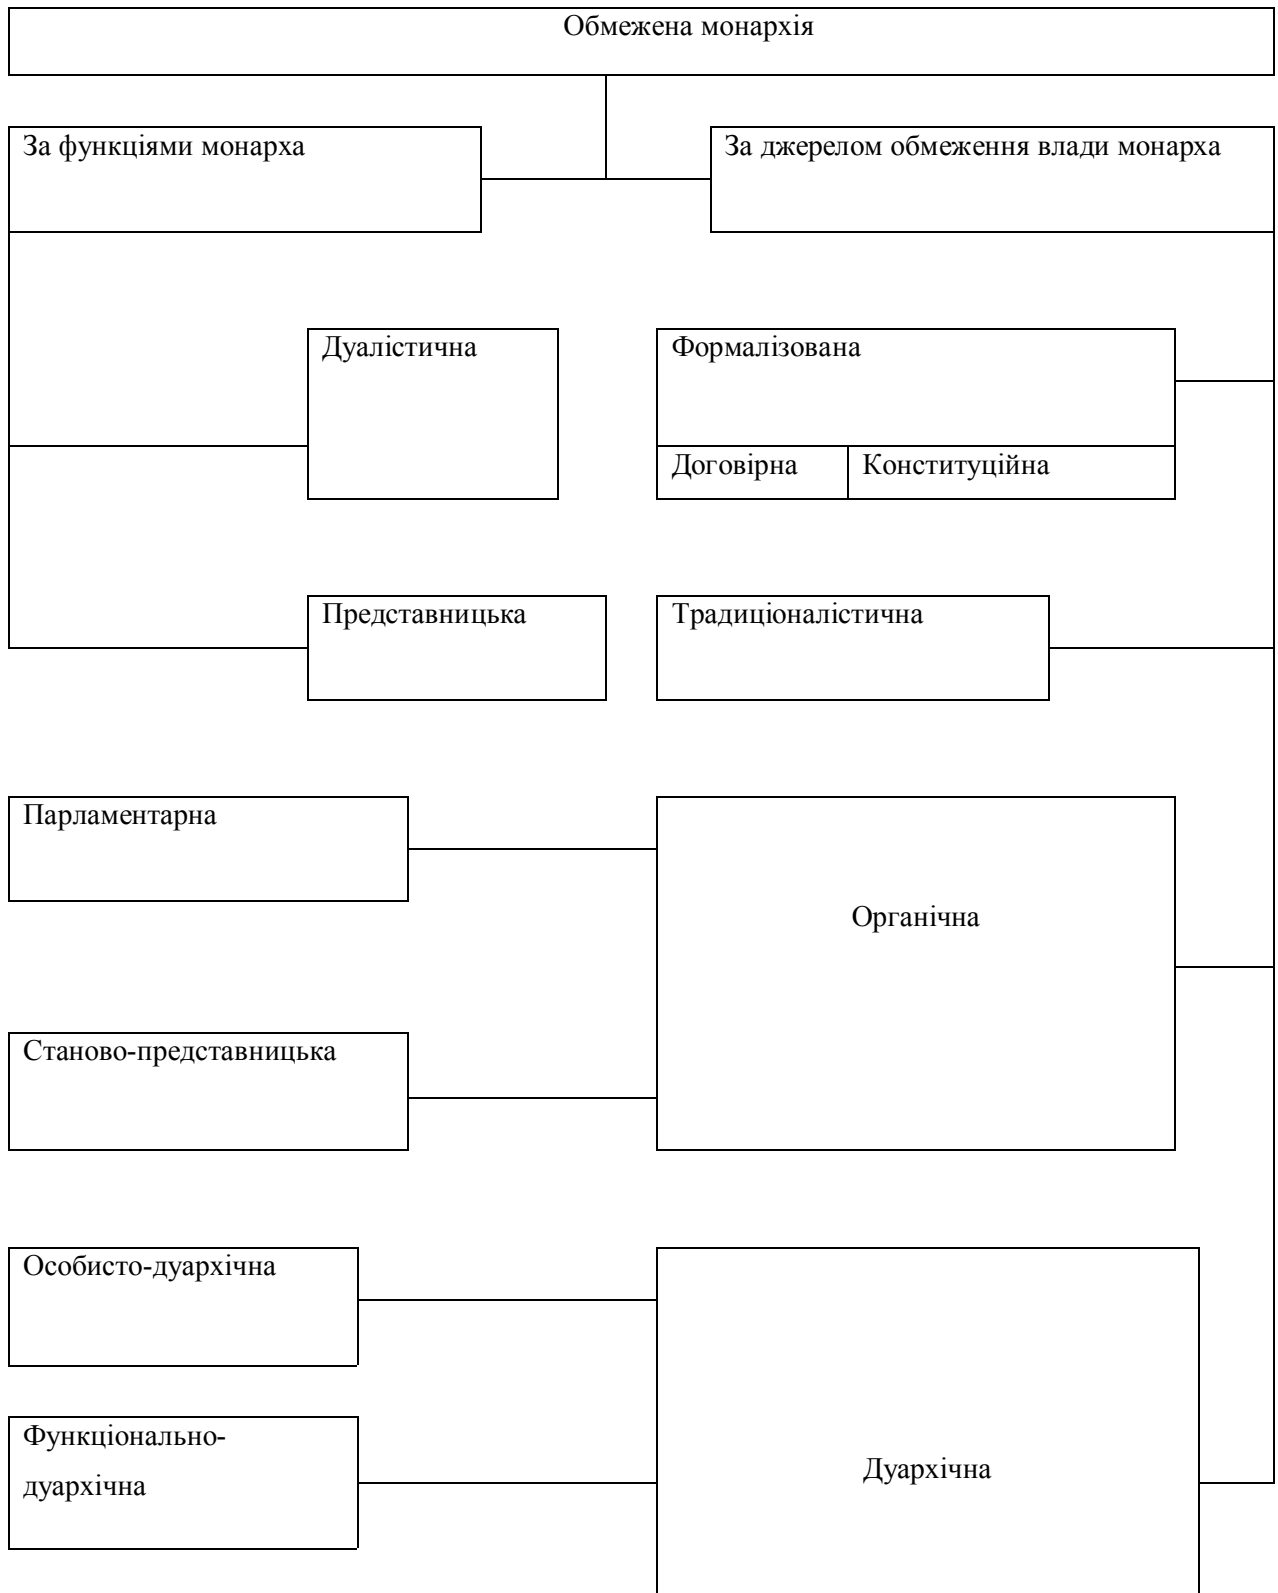 Обмежена монархія
За функціями монарха
За джерелом обмеження влади монарха
Дуалістична
Формалізована
Договірна
Конституційна
Представницька
Традиціоналістична
Парламентарна
Органічна
Станово-представницька
Особисто-дуархічна
Функціонально-
дуархічна
Дуархічна